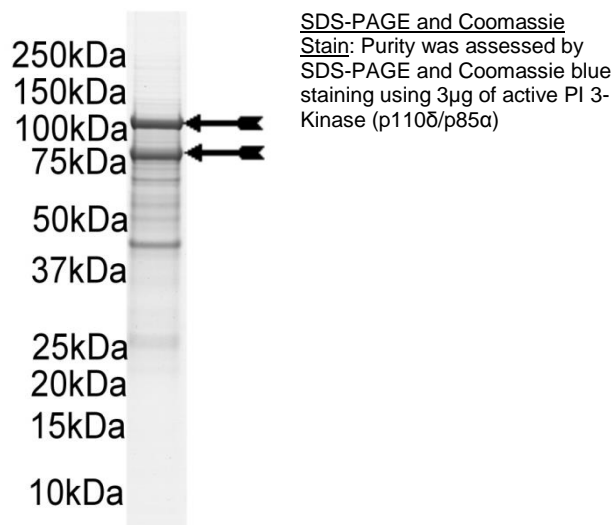 250kDa
150kDa
100kDa
75kDa
50kDa
37kDa
25kDa
20kDa
15kDa
10kDa
SDS-PAGE and Coomassie
Stain: Purity was assessed by
SDS-PAGE and Coomassie blue
staining using 3µg of active PI 3-
Kinase (p110δ/p85α)